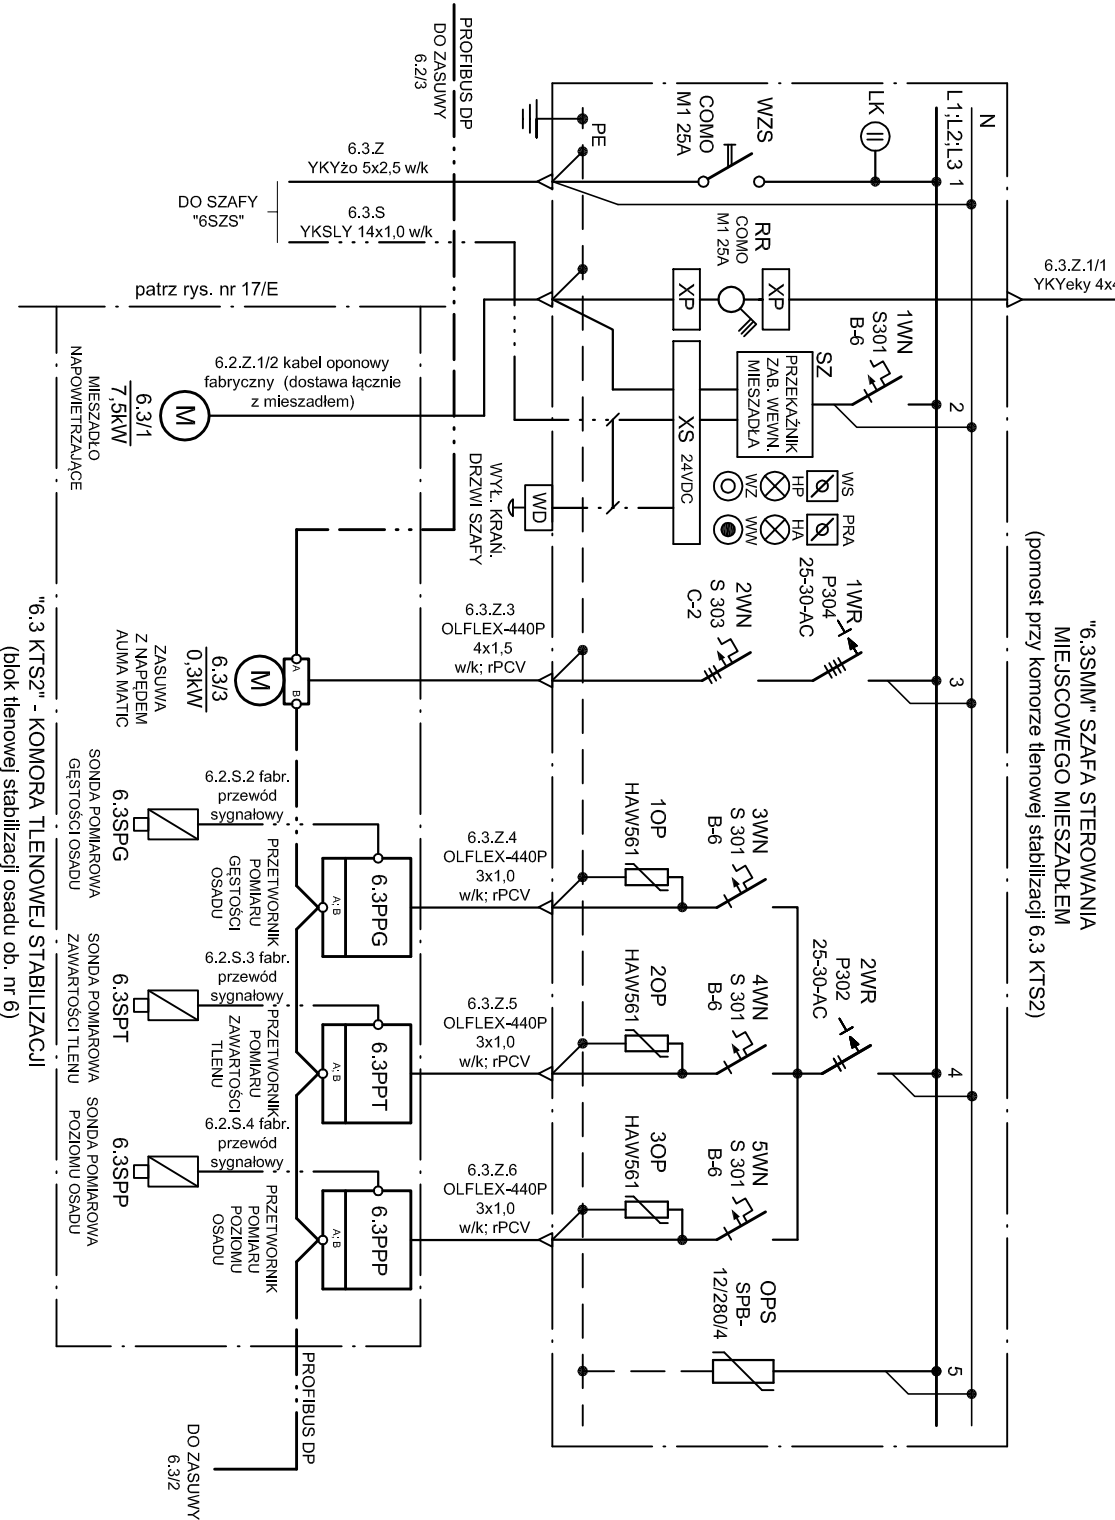 "6.3SMM" SZAFA STEROWANIA
MIEJSCOWEGO MIESZADŁEM
(pomost przy komorze tlenowej stabilizacji 6.3 KTS2)
N
L1;L2;L3
1
2
3
4
5
LK
WZS
COMO
M1 25A
PE
RR
COMO
M1 25A
XP
XP
6.3.Z.1/1
YKYeky 4x4
1WN
S301
B-6
SZ
PRZEKAŹNIK
ZAB. WEWN.
MIESZADŁA
XS 24VDC
WS
HP
WZ
PRA
HA
WW
WD
WYŁ. KRAŃ.
DRZWI SZAFY
1WR
P304
25-30-AC
2WN
S 303
C-2
2WR
P302
25-30-AC
3WN
S 301
B-6
4WN
S 301
B-6
5WN
S 301
B-6
1OP
HAW561
2OP
HAW561
3OP
HAW561
OPS
SPB-
12/280/4
PROFIBUS DP
DO ZASUWY
6.2/3
6.3.Z
YKYżo 5x2,5 w/k
6.3.S
YKSLY 14x1,0 w/k
DO SZAFY
"6SZS"
patrz rys. nr 17/E
6.2.Z.1/2 kabel oponowy
fabryczny (dostawa łącznie
z mieszadłem)
M
6.3/1
7,5kW
MIESZADŁO
NAPOWIETRZAJĄCE
6.3.Z.3
OLFLEX-440P
4x1,5
w/k; rPCV
A
B
M
6.3/3
0,3kW
ZASUWA
Z NAPĘDEM
AUMA MATIC
6.3.Z.4
OLFLEX-440P
3x1,0
w/k; rPCV
6.3.Z.5
OLFLEX-440P
3x1,0
w/k; rPCV
6.3.Z.6
OLFLEX-440P
3x1,0
w/k; rPCV
6.2.S.2 fabr.
przewód
sygnałowy
6.3PPG
A; B
PRZETWORNIK
POMIARU
GĘSTOŚCI
OSADU
6.3SPG
SONDA POMIAROWA
GĘSTOŚCI OSADU
6.2.S.3 fabr.
przewód
sygnałowy
6.3PPT
A; B
PRZETWORNIK
POMIARU
ZAWARTOŚCI
TLENU
6.3SPT
SONDA POMIAROWA
ZAWARTOŚCI TLENU
6.2.S.4 fabr.
przewód
sygnałowy
6.3PPP
A; B
PRZETWORNIK
POMIARU
POZIOMU
OSADU
6.3SPP
SONDA POMIAROWA
POZIOMU OSADU
PROFIBUS DP
DO ZASUWY
6.3/2
"6.3 KTS2" - KOMORA TLENOWEJ STABILIZACJI
(blok tlenowej stabilizacji osadu ob. nr 6)